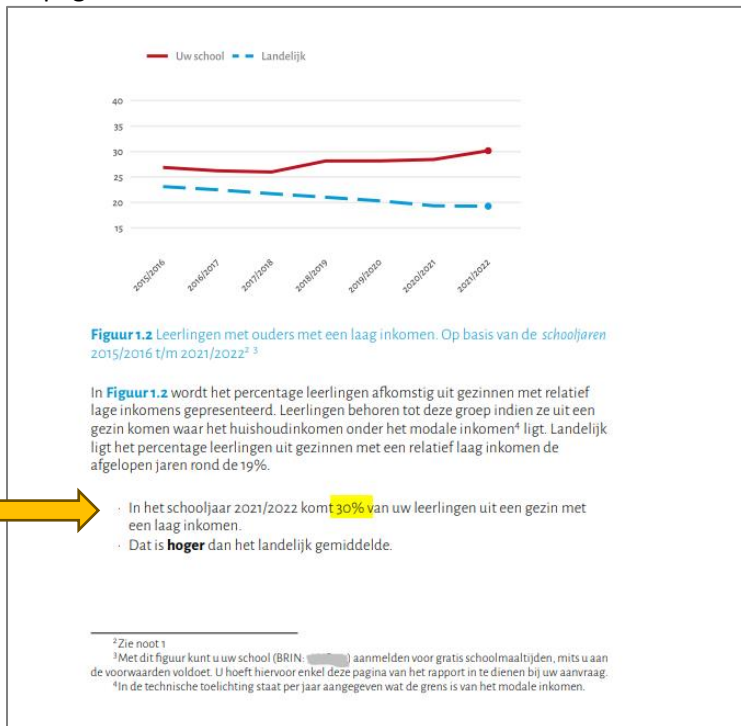 Uw school Landelijk
40
35
30
25
20
15
2015/2016 2016/2017 2017/2018 2018/2019 2019/2020 2020/2021 2021/2022
Figuur 1.2 Leerlingen met ouders met een laag inkomen. Op basis van de schooljaren
2015/2016 t/m 2021/2022² ³
In Figuur 1.2 wordt het percentage leerlingen afkomstig uit gezinnen met relatief
lage inkomens gepresenteerd. Leerlingen behoren tot deze groep indien ze uit een
gezin komen waar het huishoudinkomen onder het modale inkomen⁴ ligt. Landelijk
ligt het percentage leerlingen uit gezinnen met een relatief laag inkomen de
afgelopen jaren rond de 19%.
· In het schooljaar 2021/2022 komt 30% van uw leerlingen uit een gezin met
een laag inkomen.
· Dat is hoger dan het landelijk gemiddelde.
²Zie noot 1
³Met dit figuur kunt u uw school (BRIN: ) aanmelden voor gratis schoolmaaltijden, mits u aan
de voorwaarden voldoet. U hoeft hiervoor enkel deze pagina van het rapport in te dienen bij uw aanvraag.
⁴In de technische toelichting staat per jaar aangegeven wat de grens is van het modale inkomen.